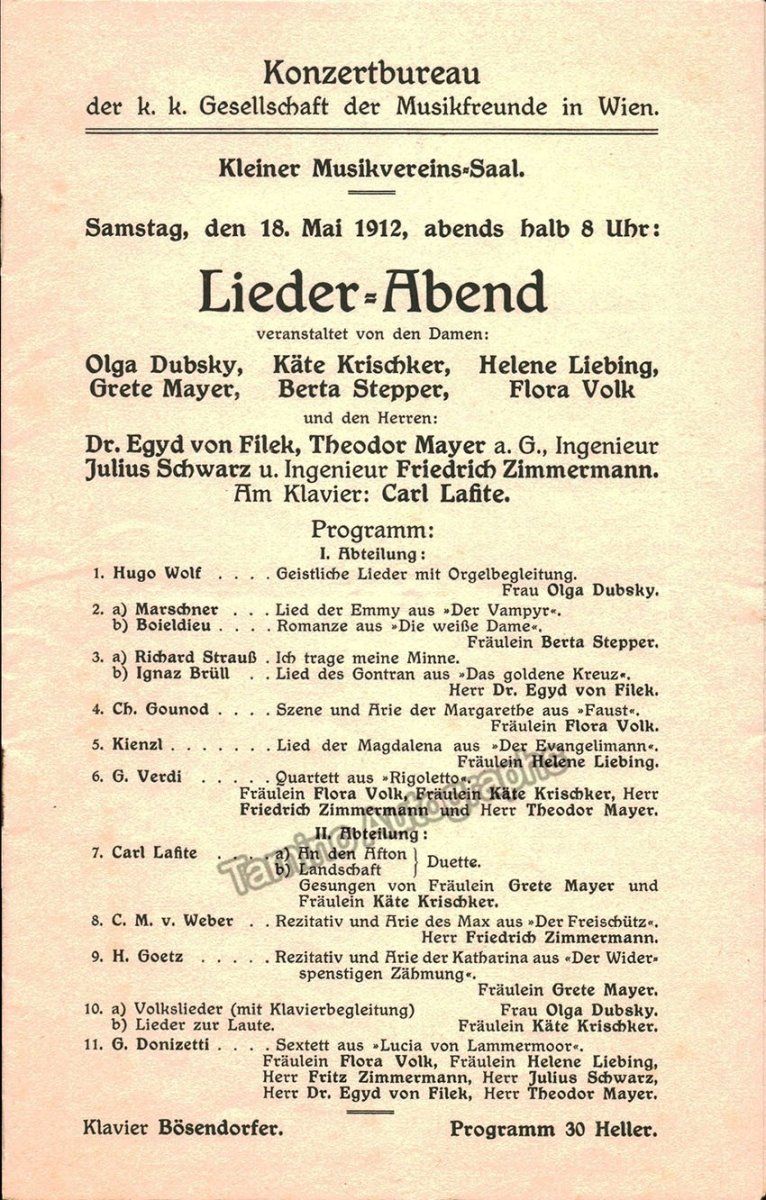 Konzertbureau
der k. k. Gesellschaft der Musikfreunde in Wien.
Kleiner Musikvereins-Saal.
Samstag, den 18. Mai 1912, abends halb 8 Uhr:
Lieder-Abend
veranstaltet von den Damen:
Olga Dubsky, Käte Krischker, Helene Liebing,
Grete Mayer, Berta Stepper, Flora Volk
und den Herren:
Dr. Egyd von Filek, Theodor Mayer a. G., Ingenieur
Julius Schwarz u. Ingenieur Friedrich Zimmermann.
Am Klavier: Carl Lafite.
Programm:
I. Abteilung:
1. Hugo Wolf . . . . Geistliche Lieder mit Orgelbegleitung.
Frau Olga Dubsky.
2. a) Marschner . . . Lied der Emmy aus »Der Vampyr«.
b) Boieldieu . . . . Romanze aus »Die weiße Dame«.
Fräulein Berta Stepper.
3. a) Richard Strauß . Ich trage meine Minne.
b) Ignaz Brüll . . Lied des Gontran aus »Das goldene Kreuz«.
Herr Dr. Egyd von Filek.
4. Ch. Gounod . . . . Szene und Arie der Margarethe aus »Faust«.
Fräulein Flora Volk.
5. Kienzl . . . . . . . Lied der Magdalena aus »Der Evangelimann«.
Fräulein Helene Liebing.
6. G. Verdi . . . . . Quartett aus »Rigoletto«.
Fräulein Flora Volk, Fräulein Käte Krischker, Herr
Friedrich Zimmermann und Herr Theodor Mayer.
Tamino Autographs
II. Abteilung:
7. Carl Lafite . . . . a) An den Afton
b) Landschaft
Duette.
Gesungen von Fräulein Grete Mayer und
Fräulein Käte Krischker.
8. C. M. v. Weber . . Rezitativ und Arie des Max aus »Der Freischütz«.
Herr Friedrich Zimmermann.
9. H. Goetz . . . . . Rezitativ und Arie der Katharina aus «Der Wider-
spenstigen Zähmung«.
Fräulein Grete Mayer.
10. a) Volkslieder (mit Klavierbegleitung) Frau Olga Dubsky.
b) Lieder zur Laute. Fräulein Käte Krischker.
11. G. Donizetti . . . . Sextett aus »Lucia von Lammermoor«.
Fräulein Flora Volk, Fräulein Helene Liebing,
Herr Fritz Zimmermann, Herr Julius Schwarz,
Herr Dr. Egyd von Filek, Herr Theodor Mayer.
Klavier Bösendorfer. Programm 30 Heller.